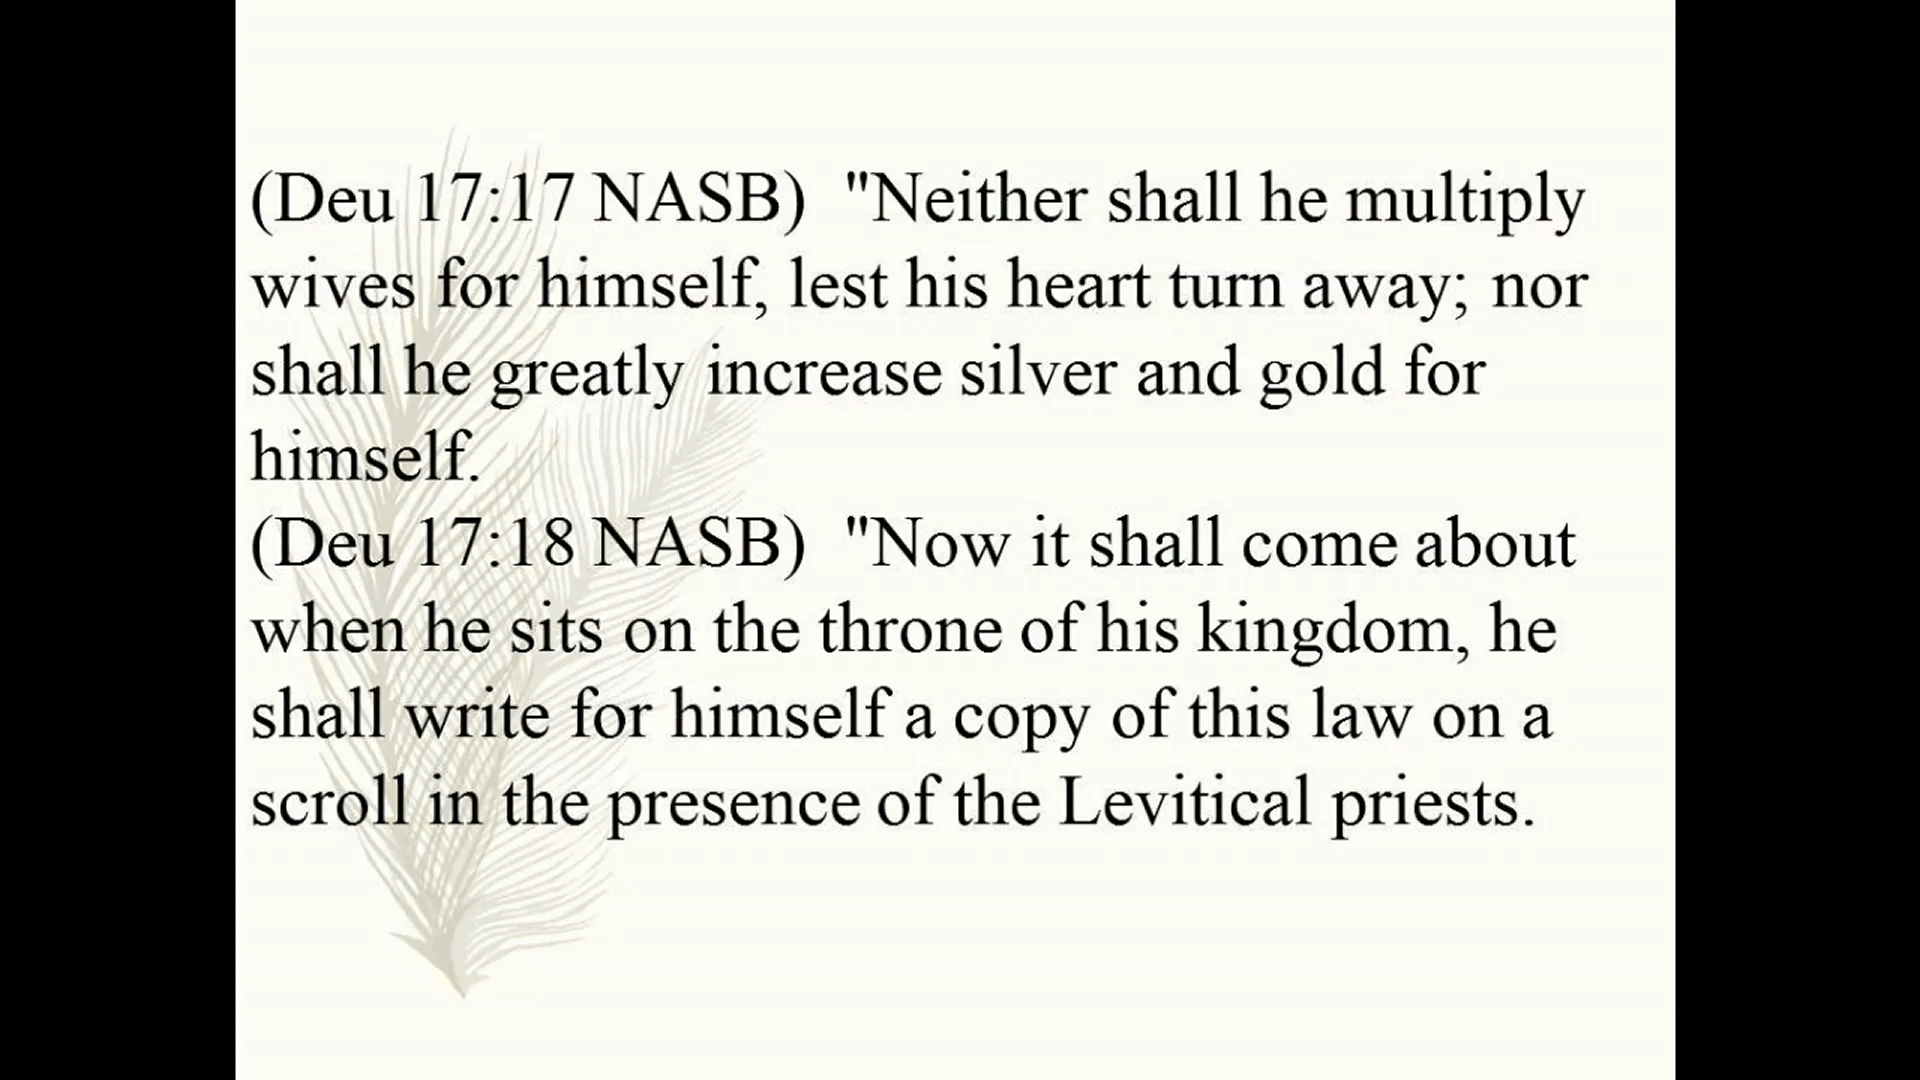 (Deu 17:17 NASB)  "Neither shall he multiply
wives for himself, lest his heart turn away; nor
shall he greatly increase silver and gold for
himself.
(Deu 17:18 NASB)  "Now it shall come about
when he sits on the throne of his kingdom, he
shall write for himself a copy of this law on a
scroll in the presence of the Levitical priests.